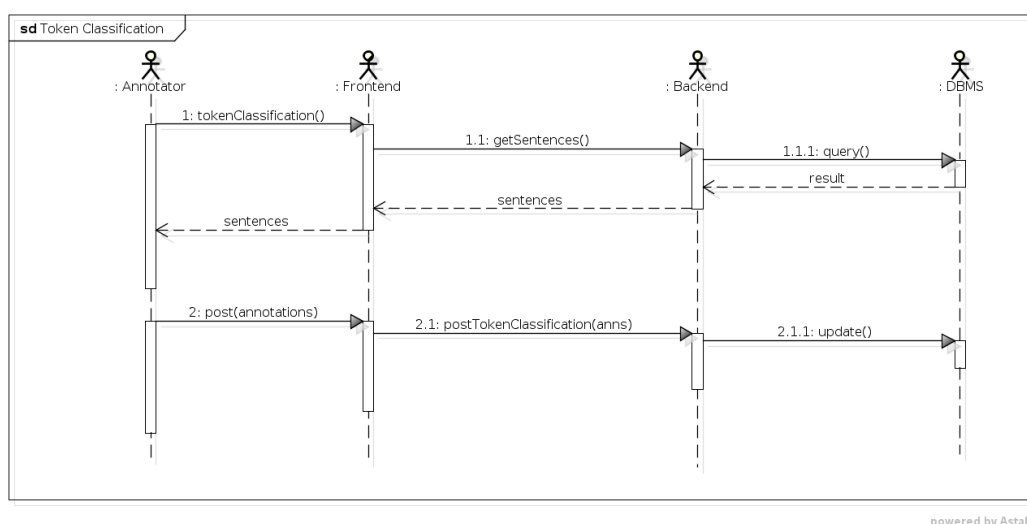 sd Token Classification
: Annotator
: Frontend
: Backend
: DBMS
1: tokenClassification()
1.1: getSentences()
1.1.1: query()
result
sentences
sentences
2: post(annotations)
2.1: postTokenClassification(anns)
2.1.1: update()
powered by